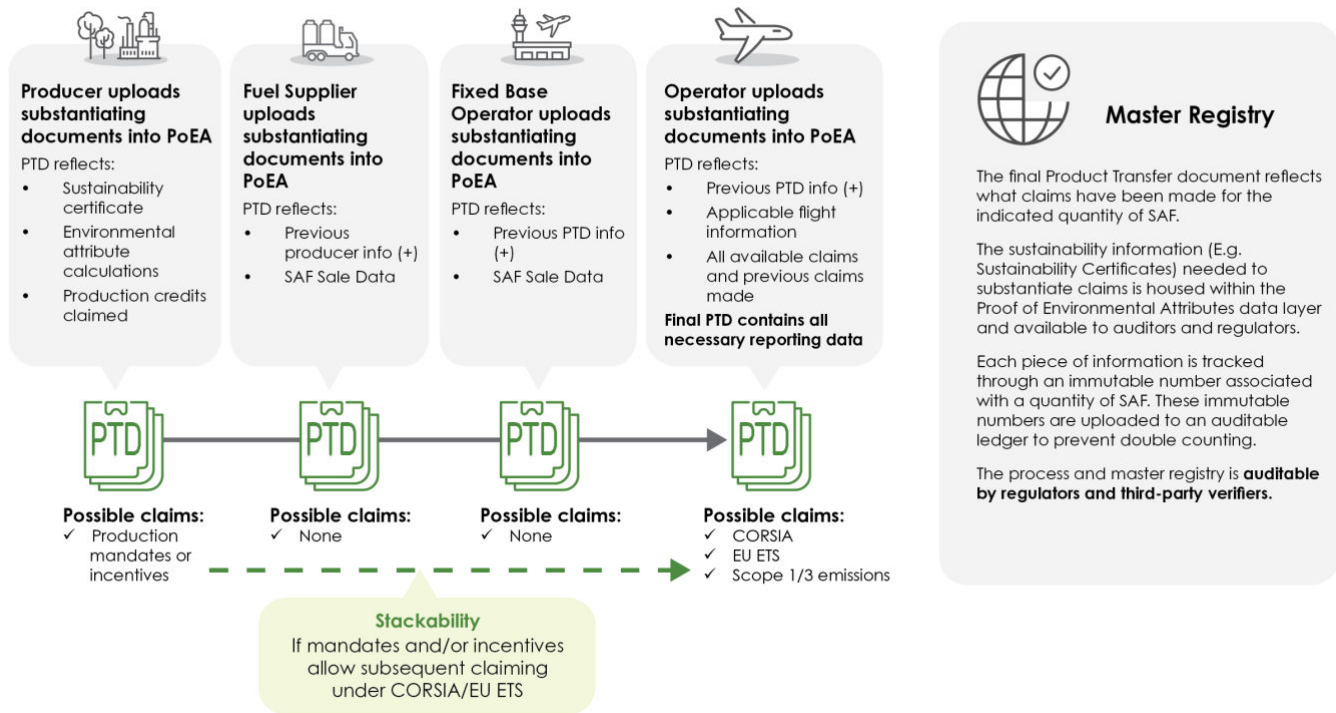 Producer uploads
substantiating
documents into PoEA
PTD reflects:
• Sustainability
certificate
• Environmental
attribute
calculations
• Production credits
claimed
Fuel Supplier
uploads
substantiating
documents into
PoEA
PTD reflects:
• Previous
producer info (+)
• SAF Sale Data
Fixed Base
Operator uploads
substantiating
documents into
PoEA
PTD reflects:
• Previous PTD info
(+)
• SAF Sale Data
Operator uploads
substantiating
documents into PoEA
PTD reflects:
• Previous PTD info (+)
• Applicable flight
information
• All available claims
and previous claims
made
Final PTD contains all
necessary reporting data
PTD
PTD
PTD
PTD
Possible claims:
✓ Production
mandates or
incentives
Possible claims:
✓ None
Possible claims:
✓ None
Possible claims:
✓ CORSIA
✓ EU ETS
✓ Scope 1/3 emissions
Stackability
If mandates and/or incentives
allow subsequent claiming
under CORSIA/EU ETS
Master Registry
The final Product Transfer document reflects
what claims have been made for the
indicated quantity of SAF.
The sustainability information (E.g.
Sustainability Certificates) needed to
substantiate claims is housed within the
Proof of Environmental Attributes data layer
and available to auditors and regulators.
Each piece of information is tracked
through an immutable number associated
with a quantity of SAF. These immutable
numbers are uploaded to an auditable
ledger to prevent double counting.
The process and master registry is auditable
by regulators and third-party verifiers.